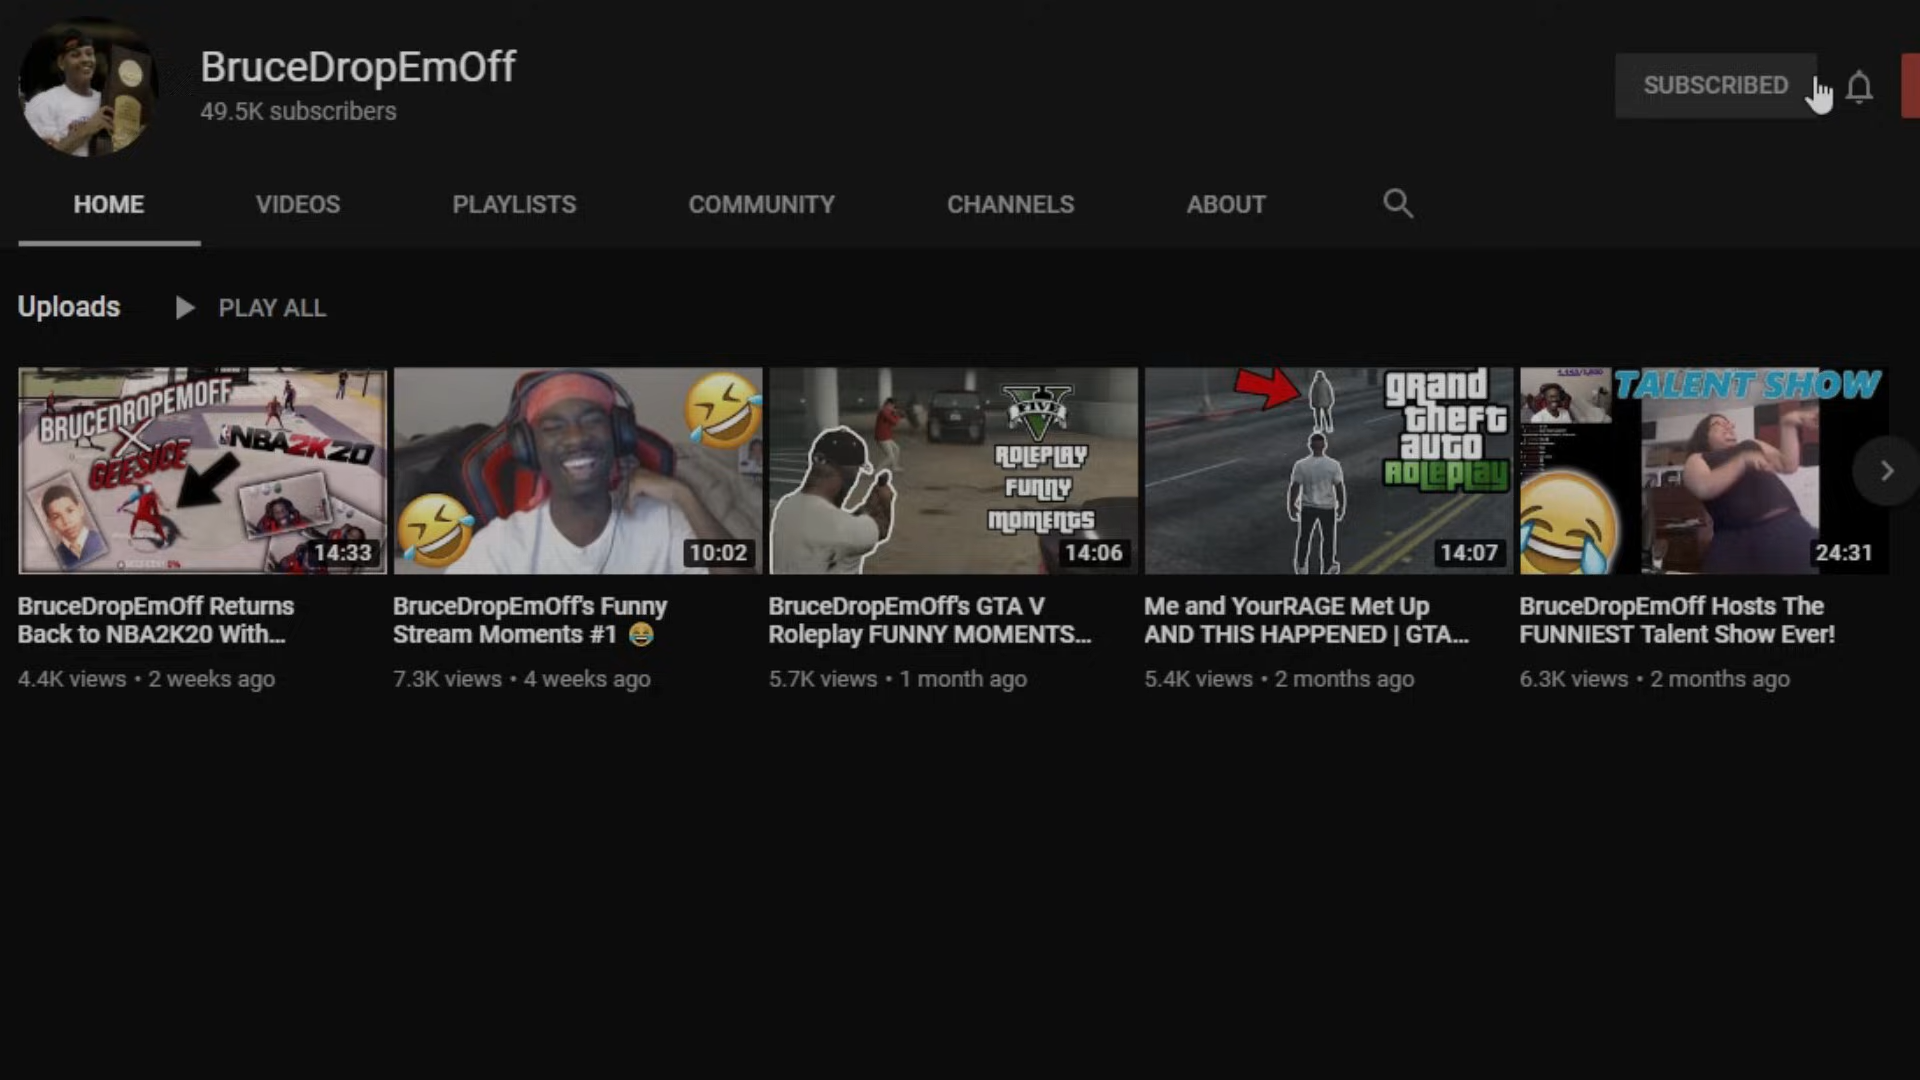 BruceDropEmOff
49.5K subscribers
SUBSCRIBED
HOME
VIDEOS
PLAYLISTS
COMMUNITY
CHANNELS
ABOUT
Uploads
PLAY ALL
BRUCEDROPEMOFF
X
GEESICE
NBA2K20
14:33
10:02
FIVE
ROLEPLAY
FUNNY
MOMENTS
14:06
grand
theft
auto
ROLEPLAY
14:07
TALENT SHOW
24:31
BruceDropEmOff Returns
Back to NBA2K20 With...
4.4K views • 2 weeks ago
BruceDropEmOff's Funny
Stream Moments #1 😂
7.3K views • 4 weeks ago
BruceDropEmOff's GTA V
Roleplay FUNNY MOMENTS...
5.7K views • 1 month ago
Me and YourRAGE Met Up
AND THIS HAPPENED | GTA...
5.4K views • 2 months ago
BruceDropEmOff Hosts The
FUNNIEST Talent Show Ever!
6.3K views • 2 months ago